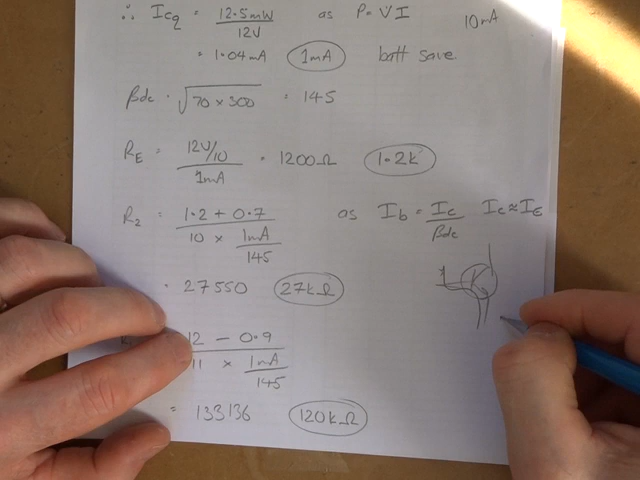 ∴ Icq = 12.5mW / 12V as P=VI 10mA
= 1.04mA 1mA batt save
βdc = √70 x 300 = 145
RE = 12V/10 / 1mA = 1200Ω 1.2k
R2 = 1.2 + 0.7 / 10 x 1mA / 145 as Ib = Ic / βdc Ic ≈ IE
= 27550 27kΩ
12 - 0.9 / 11 x 1mA / 145
= 133136 120kΩ